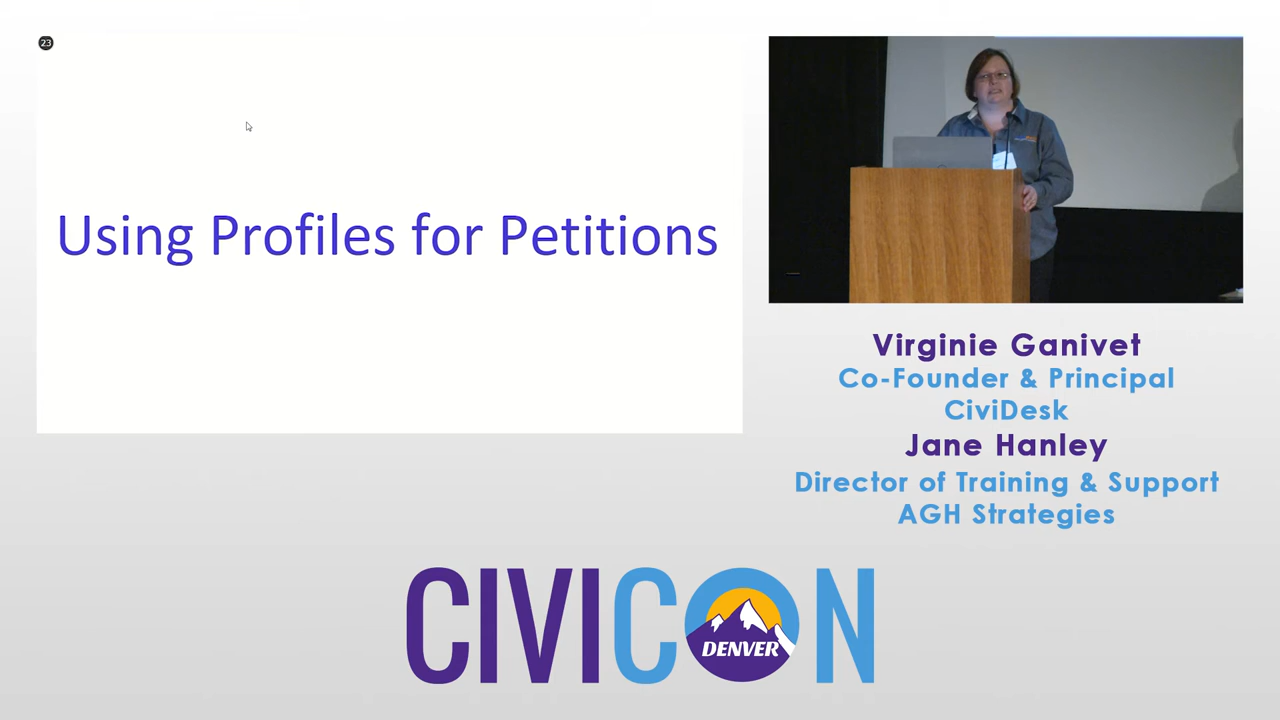 23
Using Profiles for Petitions
Virginie Ganivet
Co-Founder & Principal
CiviDesk
Jane Hanley
Director of Training & Support
AGH Strategies
CIVICON
DENVER